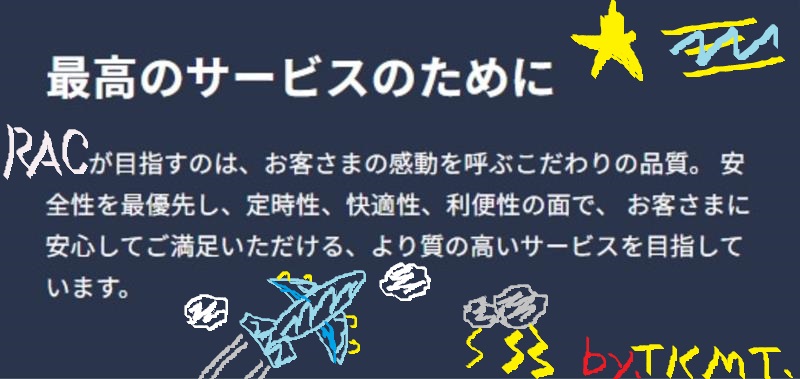 最高のサービスのために
RACが目指すのは、お客さまの感動を呼ぶこだわりの品質。 安
全性を最優先し、定時性、快適性、利便性の面で、 お客さまに
安心してご満足いただける、より質の高いサービスを目指して
います。
by.TKMT.